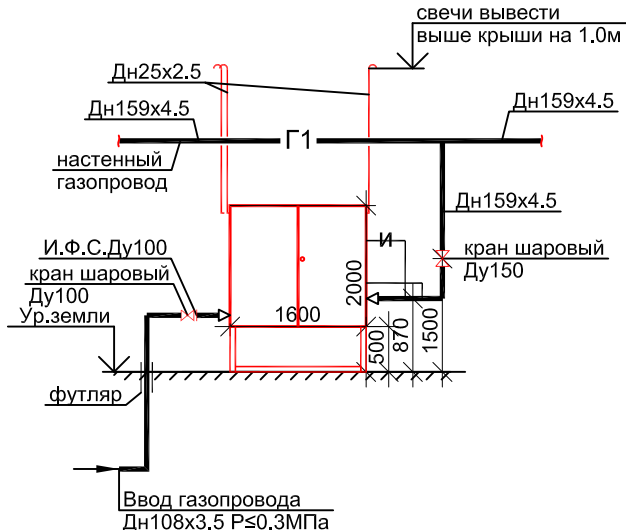 свечи вывести
выше крыши на 1.0м
Дн25х2.5
Дн159х4.5
Дн159х4.5
Г1
настенный
газопровод
Дн159х4.5
И.Ф.С.Ду100
кран шаровый
Ду100
Ур.земли
И
кран шаровый
Ду150
2000
1600
500
870
1500
футляр
Ввод газопровода
Дн108х3.5 Р≤0.3МПа